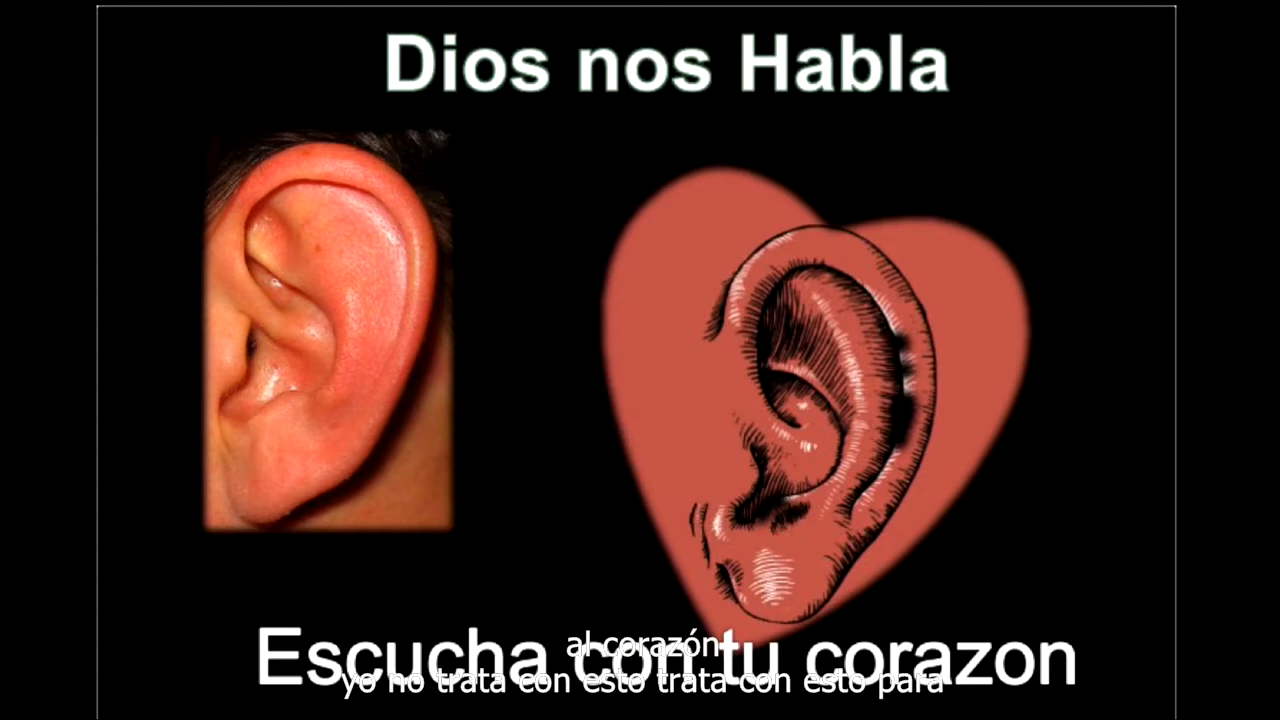 Dios nos Habla
Escucha con tu corazon
al corazón
yo no trata con esto trata con esto para